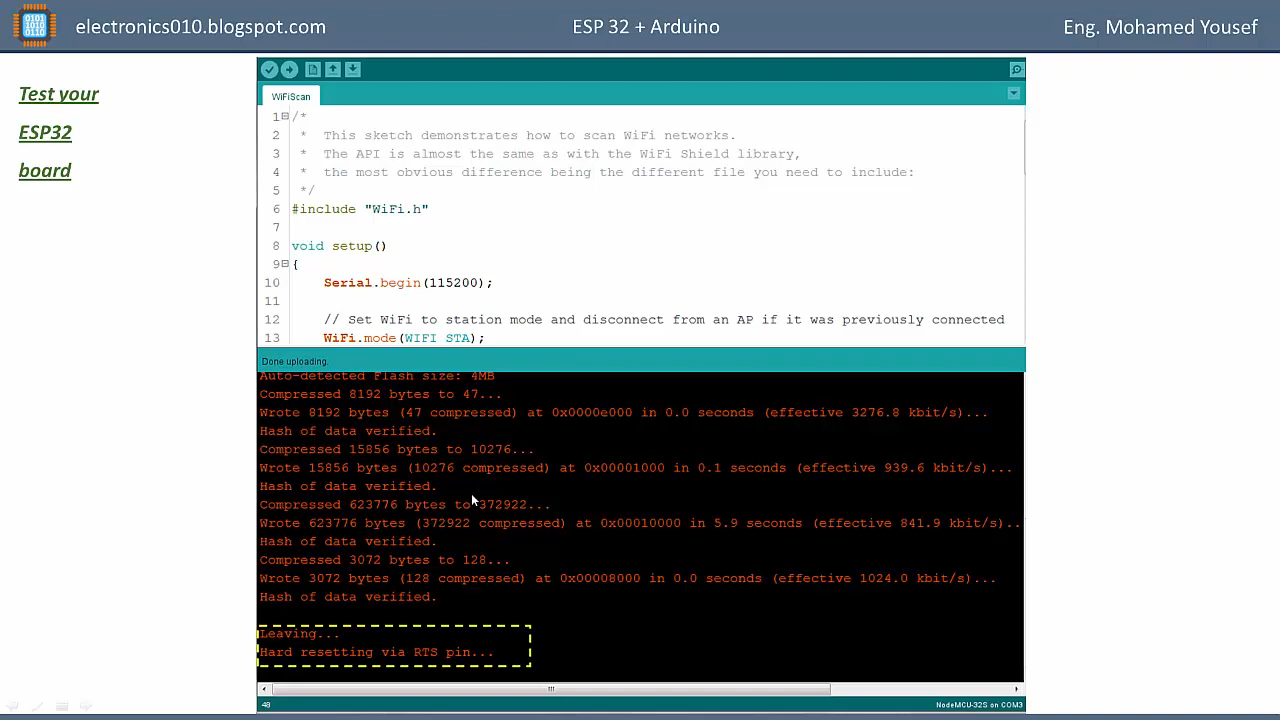 0101
1010
0110
electronics010.blogspot.com
ESP 32 + Arduino
Eng. Mohamed Yousef
Test your
ESP32
board
WiFiScan
1 /*
2 * This sketch demonstrates how to scan WiFi networks.
3 * The API is almost the same as with the WiFi Shield library,
4 * the most obvious difference being the different file you need to include:
5 */
6 #include "WiFi.h"
7
8 void setup()
9 {
10 Serial.begin(115200);
11
12 // Set WiFi to station mode and disconnect from an AP if it was previously connected
13 WiFi.mode(WIFI_STA);
Done uploading.
Auto-detected Flash size: 4MB
Compressed 8192 bytes to 47...
Wrote 8192 bytes (47 compressed) at 0x0000e000 in 0.0 seconds (effective 3276.8 kbit/s)...
Hash of data verified.
Compressed 15856 bytes to 10276...
Wrote 15856 bytes (10276 compressed) at 0x00001000 in 0.1 seconds (effective 939.6 kbit/s)...
Hash of data verified.
Compressed 623776 bytes to 372922...
Wrote 623776 bytes (372922 compressed) at 0x00010000 in 5.9 seconds (effective 841.9 kbit/s)..
Hash of data verified.
Compressed 3072 bytes to 128...
Wrote 3072 bytes (128 compressed) at 0x00008000 in 0.0 seconds (effective 1024.0 kbit/s)...
Hash of data verified.
Leaving...
Hard resetting via RTS pin...
48
NodeMCU-32S on COM3